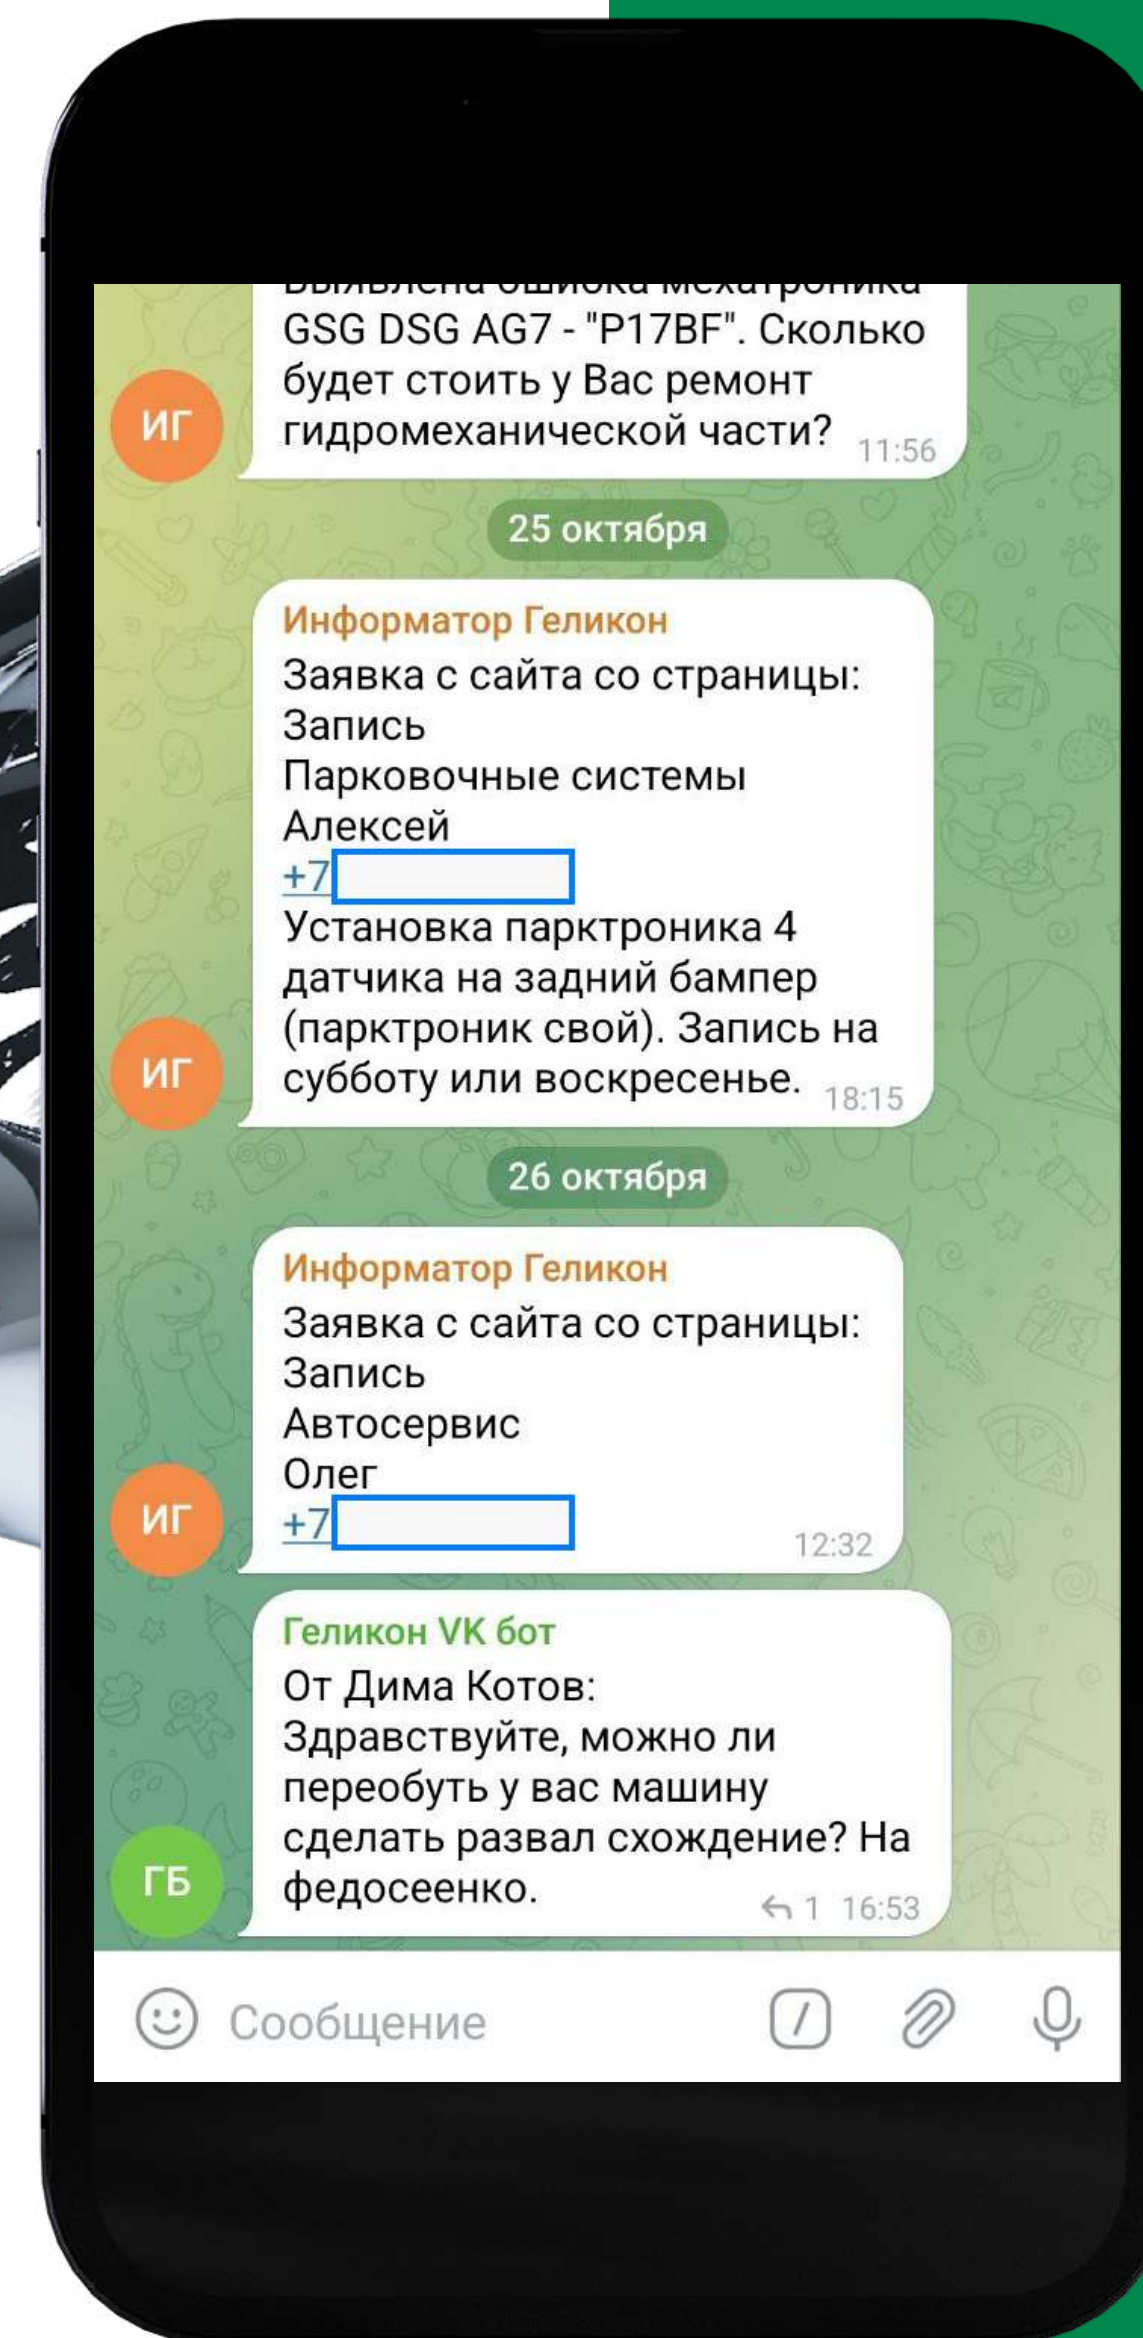 Выявлена ошибка мехатроника
GSG DSG AG7 - "P17BF". Сколько
будет стоить у Вас ремонт
гидромеханической части?
11:56
ИГ
25 октября
Информатор Геликон
Заявка с сайта со страницы:
Запись
Парковочные системы
Алексей
+7
Установка парктроника 4
датчика на задний бампер
(парктроник свой). Запись на
субботу или воскресенье.
18:15
ИГ
26 октября
Информатор Геликон
Заявка с сайта со страницы:
Запись
Автосервис
Олег
+7
12:32
ИГ
Геликон VK бот
От Дима Котов:
Здравствуйте, можно ли
переобуть у вас машину
сделать развал схождение? На
федосеенко.
1 16:53
ГБ
Сообщение